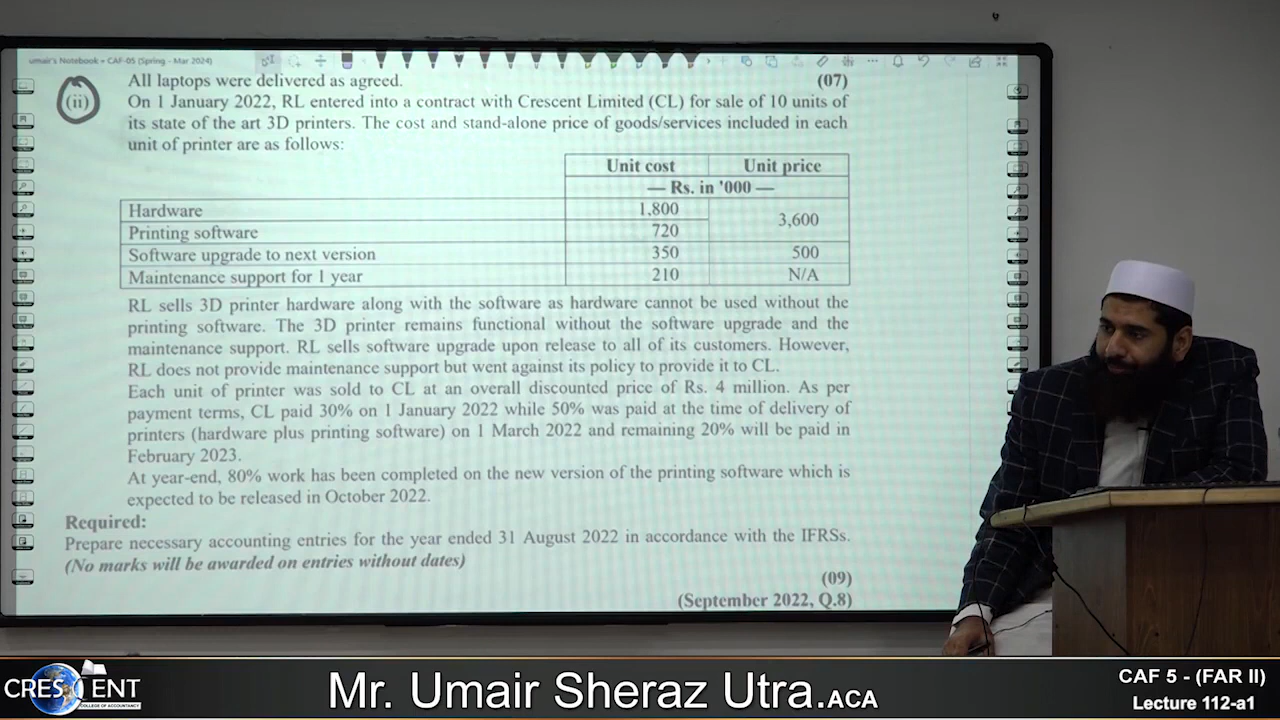 umair's Notebook • CAF-05 (Spring - Mar 2024)
All laptops were delivered as agreed. (07)
(ii) On 1 January 2022, RL entered into a contract with Crescent Limited (CL) for sale of 10 units of
its state of the art 3D printers. The cost and stand-alone price of goods/services included in each
unit of printer are as follows:
Unit cost Unit price
— Rs. in '000 —
Hardware 1,800
3,600
Printing software 720
Software upgrade to next version 350 500
Maintenance support for 1 year 210 N/A
RL sells 3D printer hardware along with the software as hardware cannot be used without the
printing software. The 3D printer remains functional without the software upgrade and the
maintenance support. RL sells software upgrade upon release to all of its customers. However,
RL does not provide maintenance support but went against its policy to provide it to CL.
Each unit of printer was sold to CL at an overall discounted price of Rs. 4 million. As per
payment terms, CL paid 30% on 1 January 2022 while 50% was paid at the time of delivery of
printers (hardware plus printing software) on 1 March 2022 and remaining 20% will be paid in
February 2023.
At year-end, 80% work has been completed on the new version of the printing software which is
expected to be released in October 2022.
Required:
Prepare necessary accounting entries for the year ended 31 August 2022 in accordance with the IFRSs.
(No marks will be awarded on entries without dates)
(09)
(September 2022, Q.8)
CRESCENT
COLLEGE OF ACCOUNTANCY
Mr. Umair Sheraz Utra.ACA
CAF 5 - (FAR II)
Lecture 112-a1